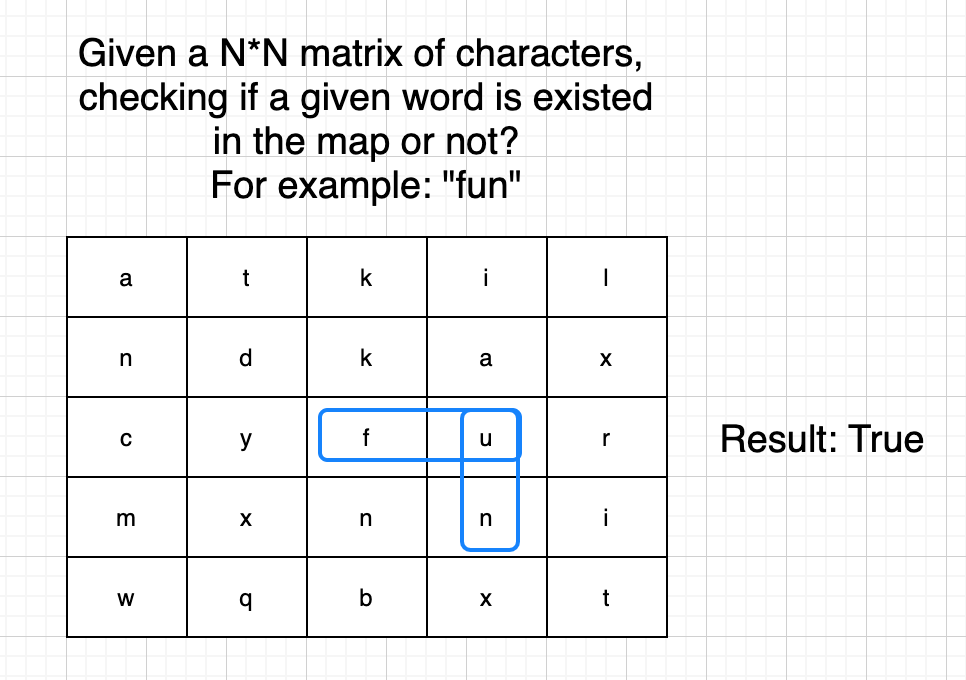 Given a N*N matrix of characters,
checking if a given word is existed
in the map or not?
For example: "fun"
a t k i l
n d k a x
c y f u r
m x n n i
w q b x t
Result: True